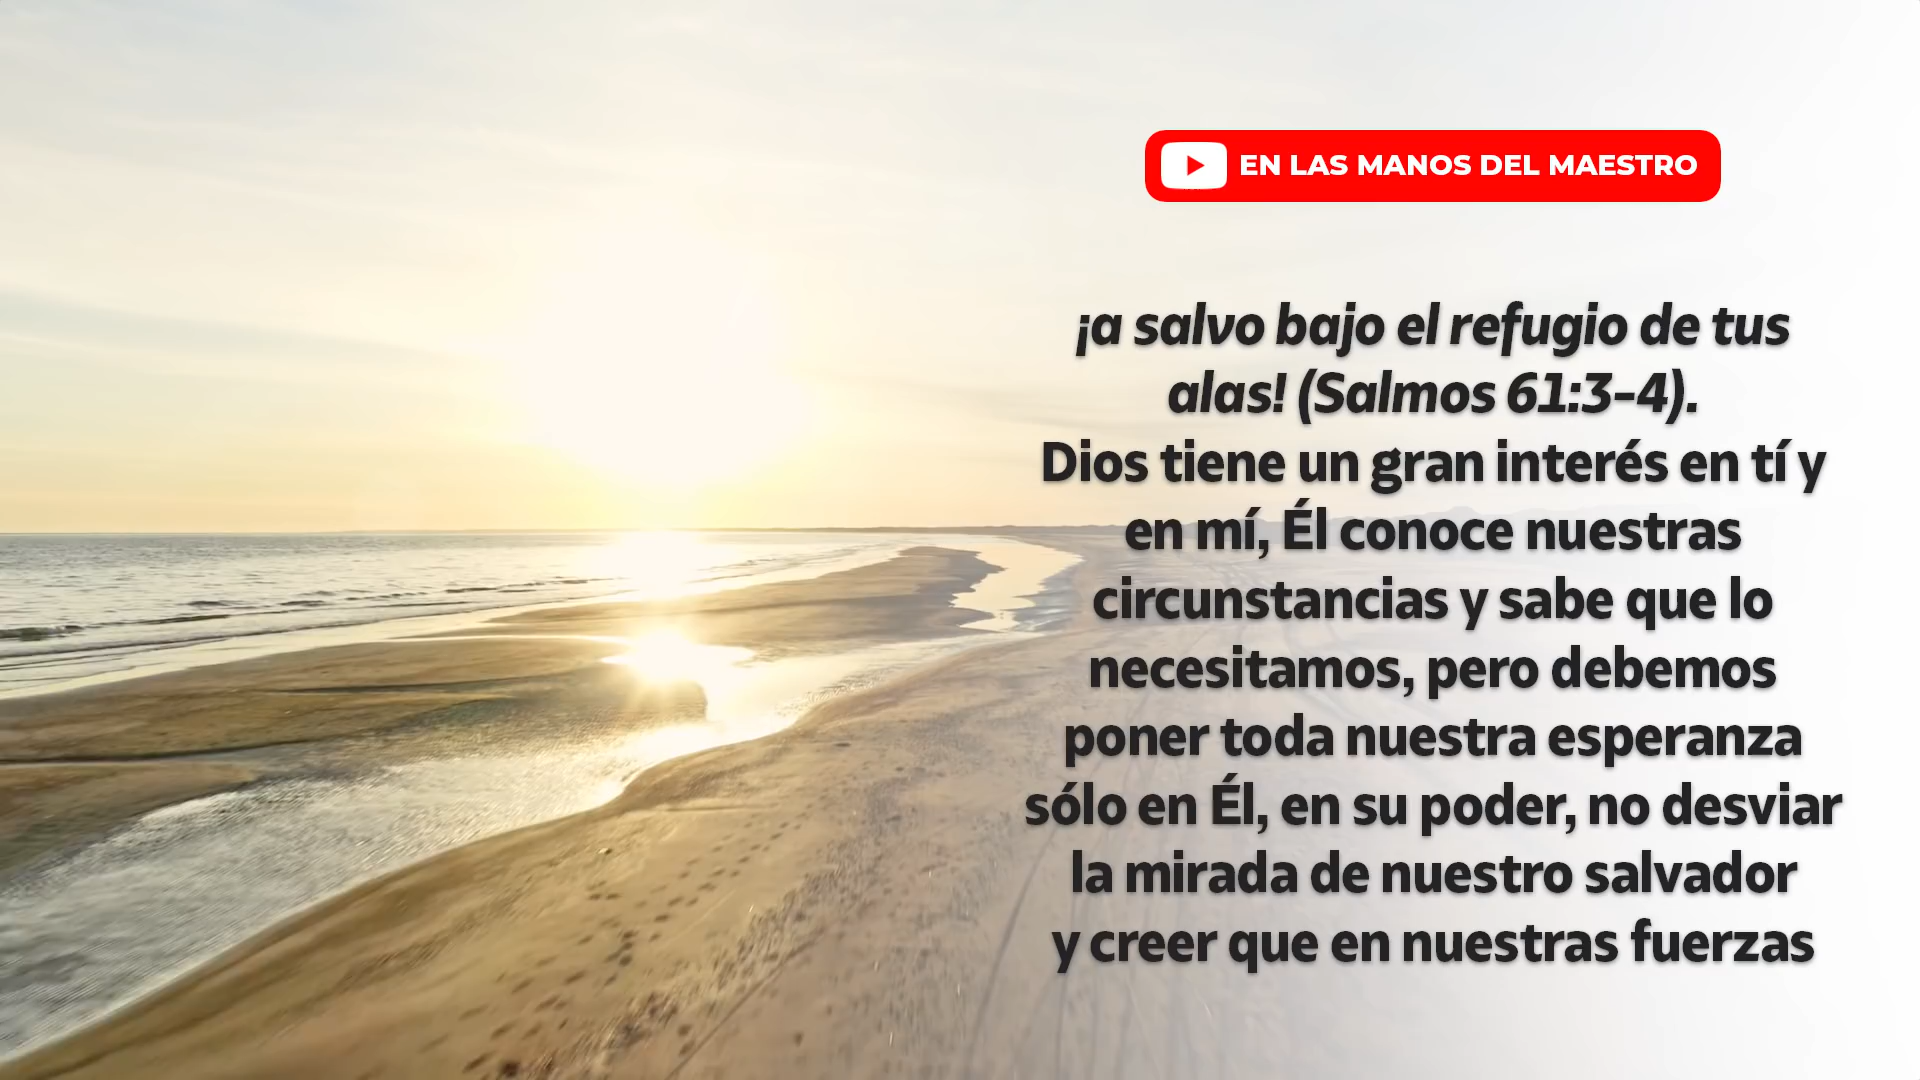 EN LAS MANOS DEL MAESTRO
¡a salvo bajo el refugio de tus
alas! (Salmos 61:3-4).
Dios tiene un gran interés en tí y
en mí, Él conoce nuestras
circunstancias y sabe que lo
necesitamos, pero debemos
poner toda nuestra esperanza
sólo en Él, en su poder, no desviar
la mirada de nuestro salvador
y creer que en nuestras fuerzas